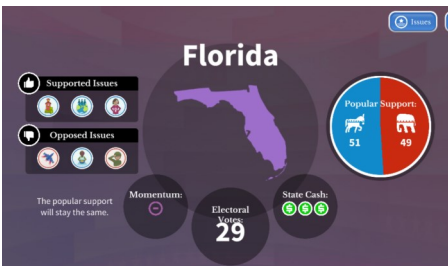 Issues
Florida
Supported Issues
Opposed Issues
Popular Support:
51 49
The popular support
will stay the same.
Momentum:
Electoral
Votes:
29
State Cash: